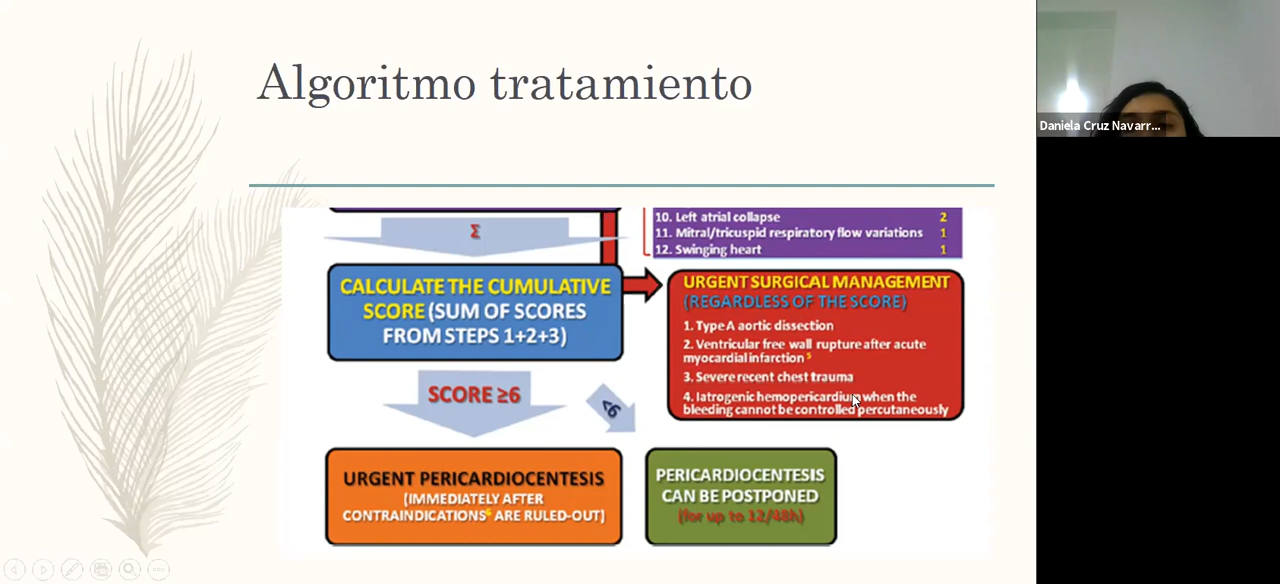 Algoritmo tratamiento
Daniela Cruz Navarr...
10. Left atrial collapse 2
11. Mitral/tricuspid respiratory flow variations 1
12. Swinging heart 1
Σ
CALCULATE THE CUMULATIVE
SCORE (SUM OF SCORES
FROM STEPS 1+2+3)
URGENT SURGICAL MANAGEMENT
(REGARDLESS OF THE SCORE)
1. Type A aortic dissection
2. Ventricular free wall rupture after acute
myocardial infarction 5
3. Severe recent chest trauma
4. Iatrogenic hemopericardium when the
bleeding cannot be controlled percutaneously
SCORE ≥6
<6
URGENT PERICARDIOCENTESIS
(IMMEDIATELY AFTER
CONTRAINDICATIONS6 ARE RULED-OUT)
PERICARDIOCENTESIS
CAN BE POSTPONED
(for up to 12/48h)